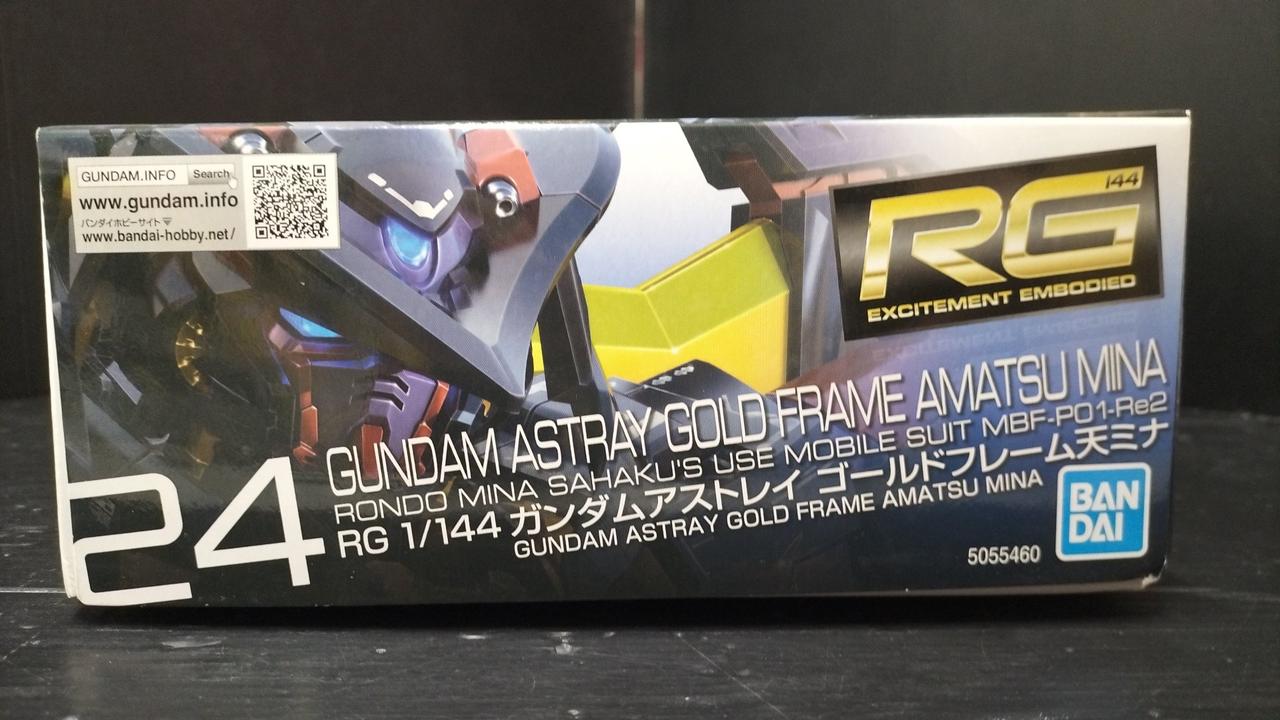 GUNDAM.INFO Search
www.gundam.info
バンダイホビーサイト▼
www.bandai-hobby.net/
RG 144
EXCITEMENT EMBODIED
24
GUNDAM ASTRAY GOLD FRAME AMATSU MINA
RONDO MINA SAHAKU'S USE MOBILE SUIT MBF-P01-Re2
RG 1/144 ガンダムアストレイ ゴールドフレーム天ミナ
GUNDAM ASTRAY GOLD FRAME AMATSU MINA
5055460
BAN
DAI